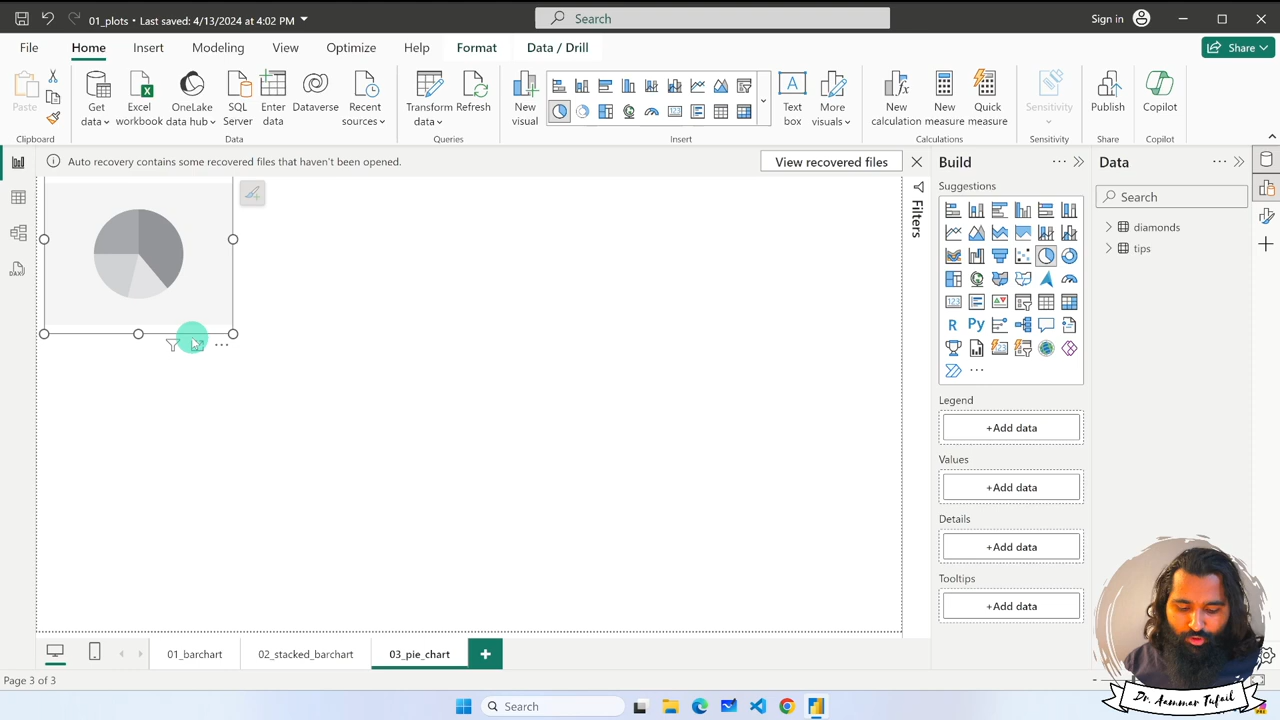 01_plots • Last saved: 4/13/2024 at 4:02 PM
Search
Sign in
File
Home
Insert
Modeling
View
Optimize
Help
Format
Data / Drill
Share
Paste
Get data
Excel workbook
OneLake data hub
SQL Server
Enter data
Dataverse
Recent sources
Transform data
Refresh
New visual
Text box
More visuals
New calculation
New measure
Quick measure
Sensitivity
Publish
Copilot
Clipboard
Data
Queries
Insert
Calculations
Sensitivity
Share
Copilot
Auto recovery contains some recovered files that haven't been opened.
View recovered files
Filters
Build
Suggestions
R
Py
123
Legend
+Add data
Values
+Add data
Details
+Add data
Tooltips
+Add data
Data
Search
diamonds
tips
DAX
01_barchart
02_stacked_barchart
03_pie_chart
Page 3 of 3
Search
Dr. Aammar Tufail